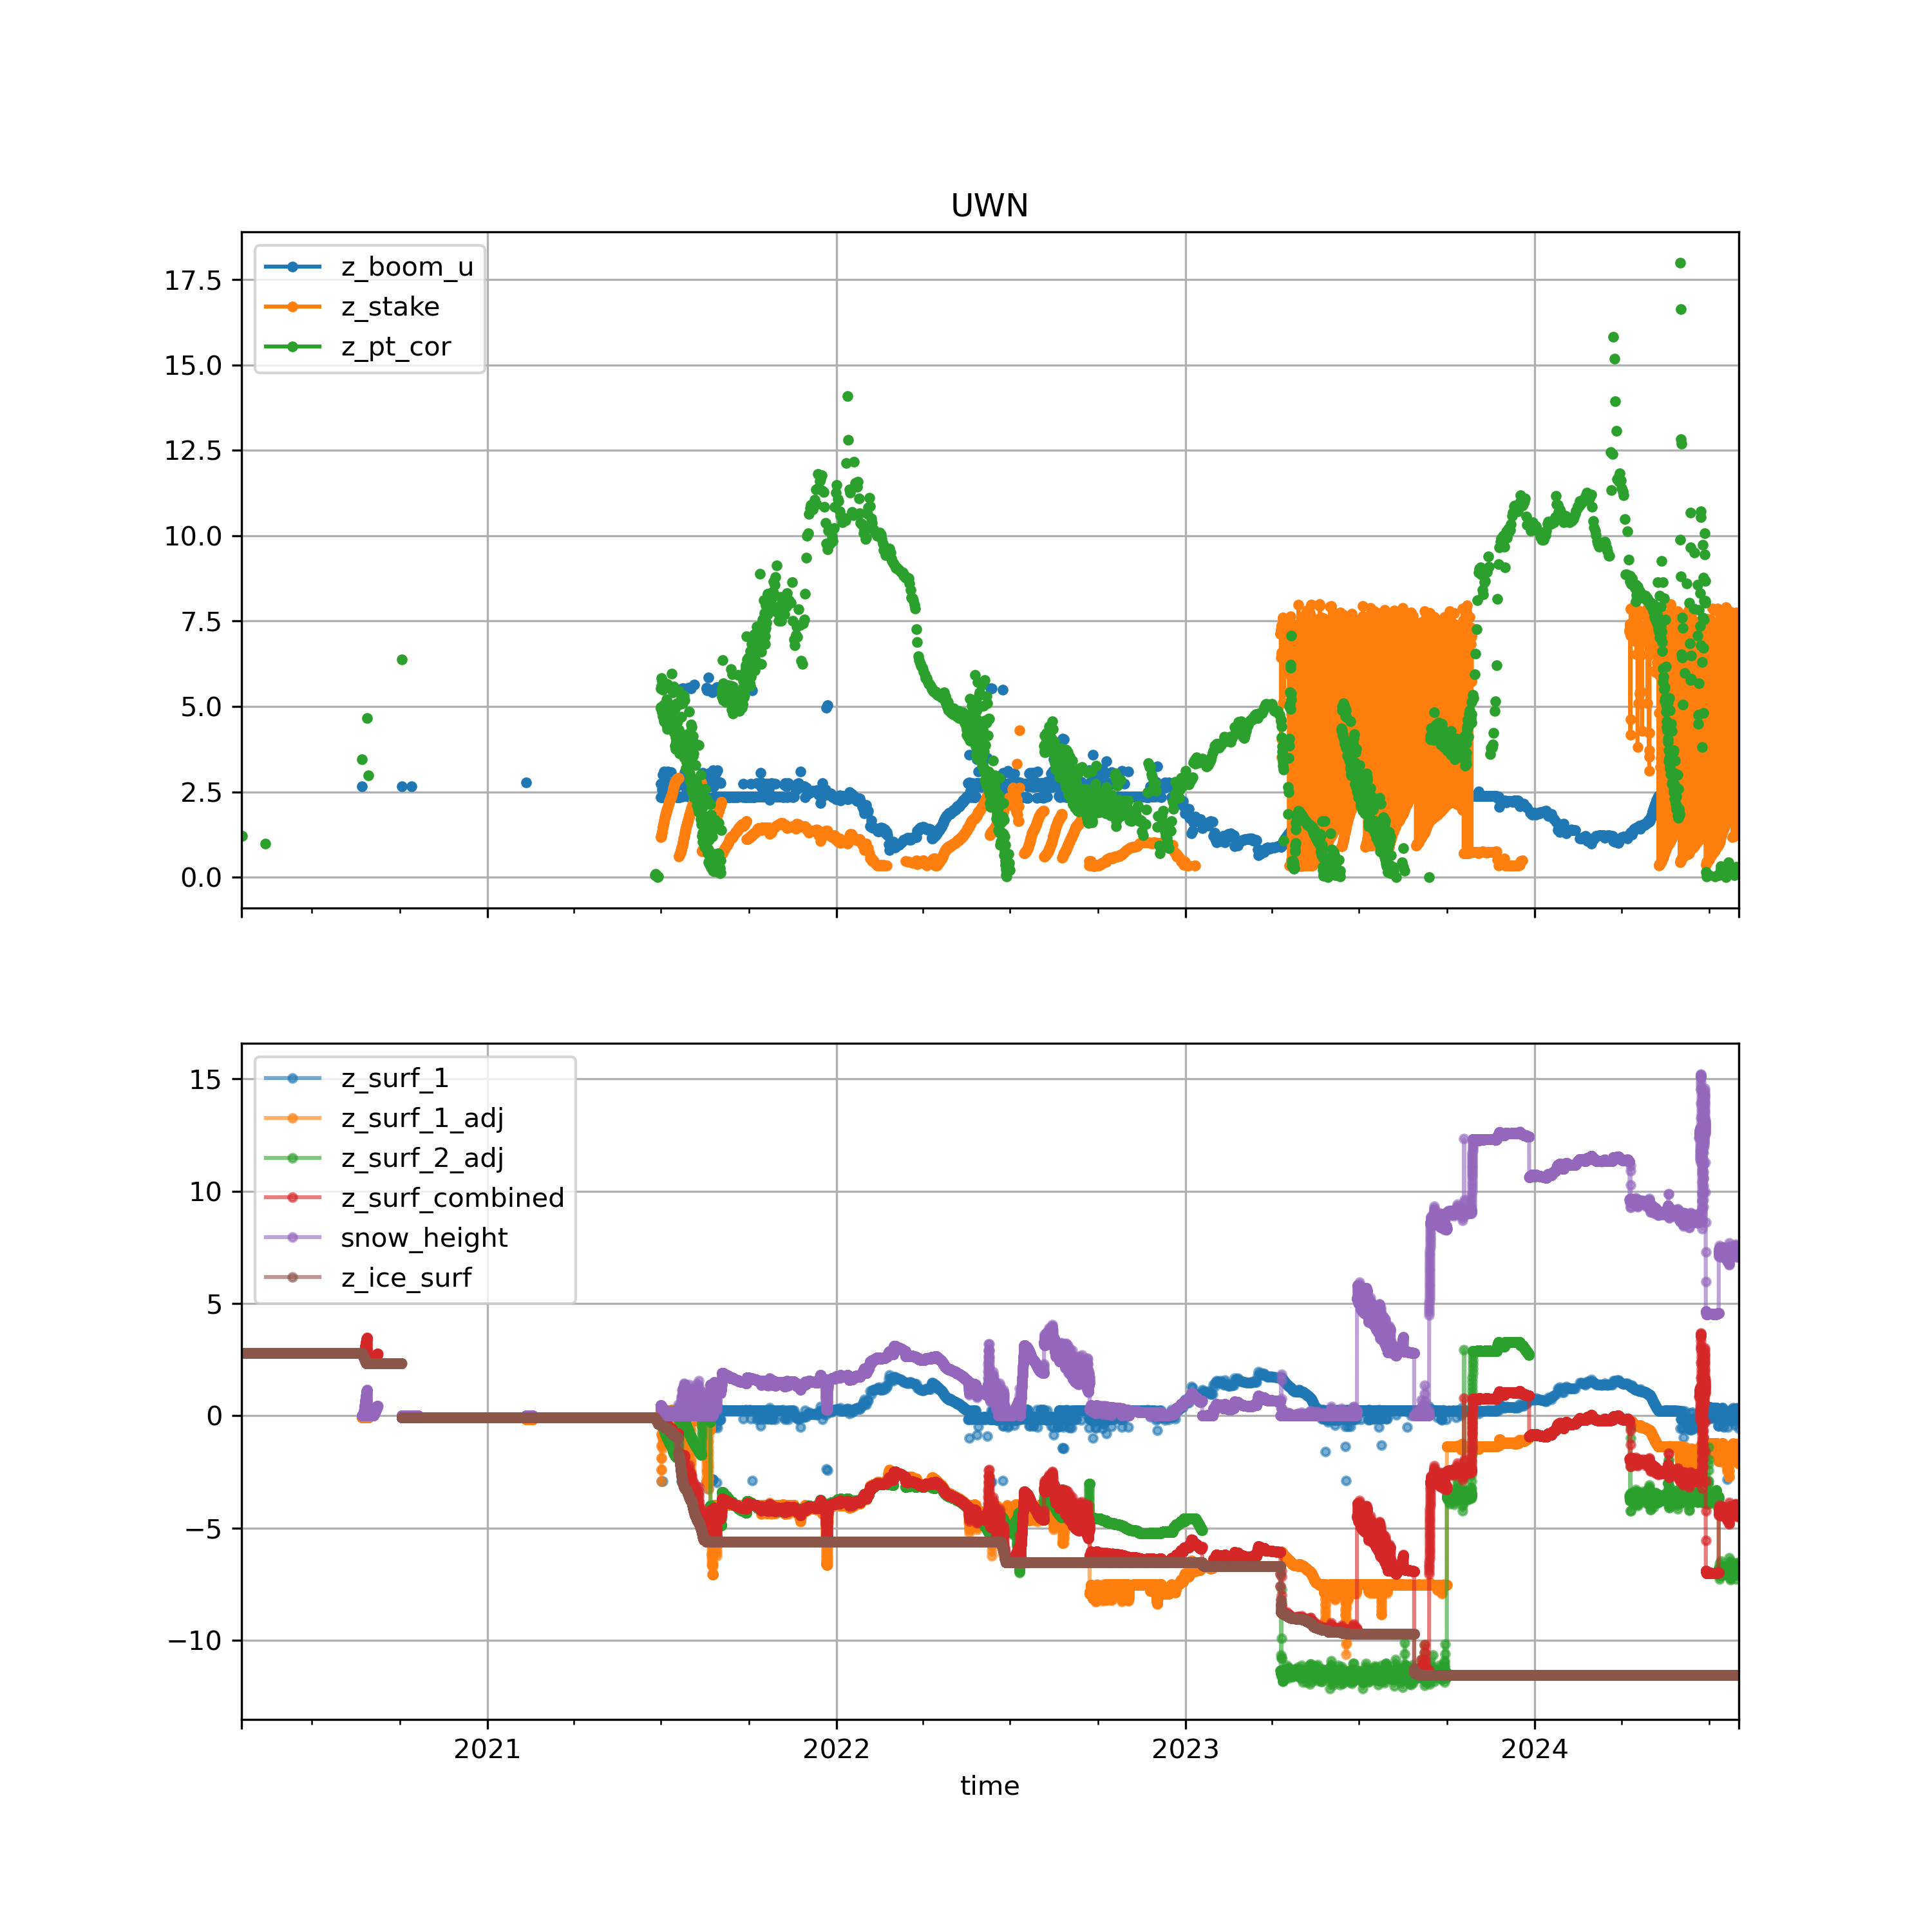 UWN
17.5
15.0
12.5
10.0
7.5
5.0
2.5
0.0
z_boom_u
z_stake
z_pt_cor
15
10
5
0
−5
−10
z_surf_1
z_surf_1_adj
z_surf_2_adj
z_surf_combined
snow_height
z_ice_surf
2021 2022 2023 2024
time